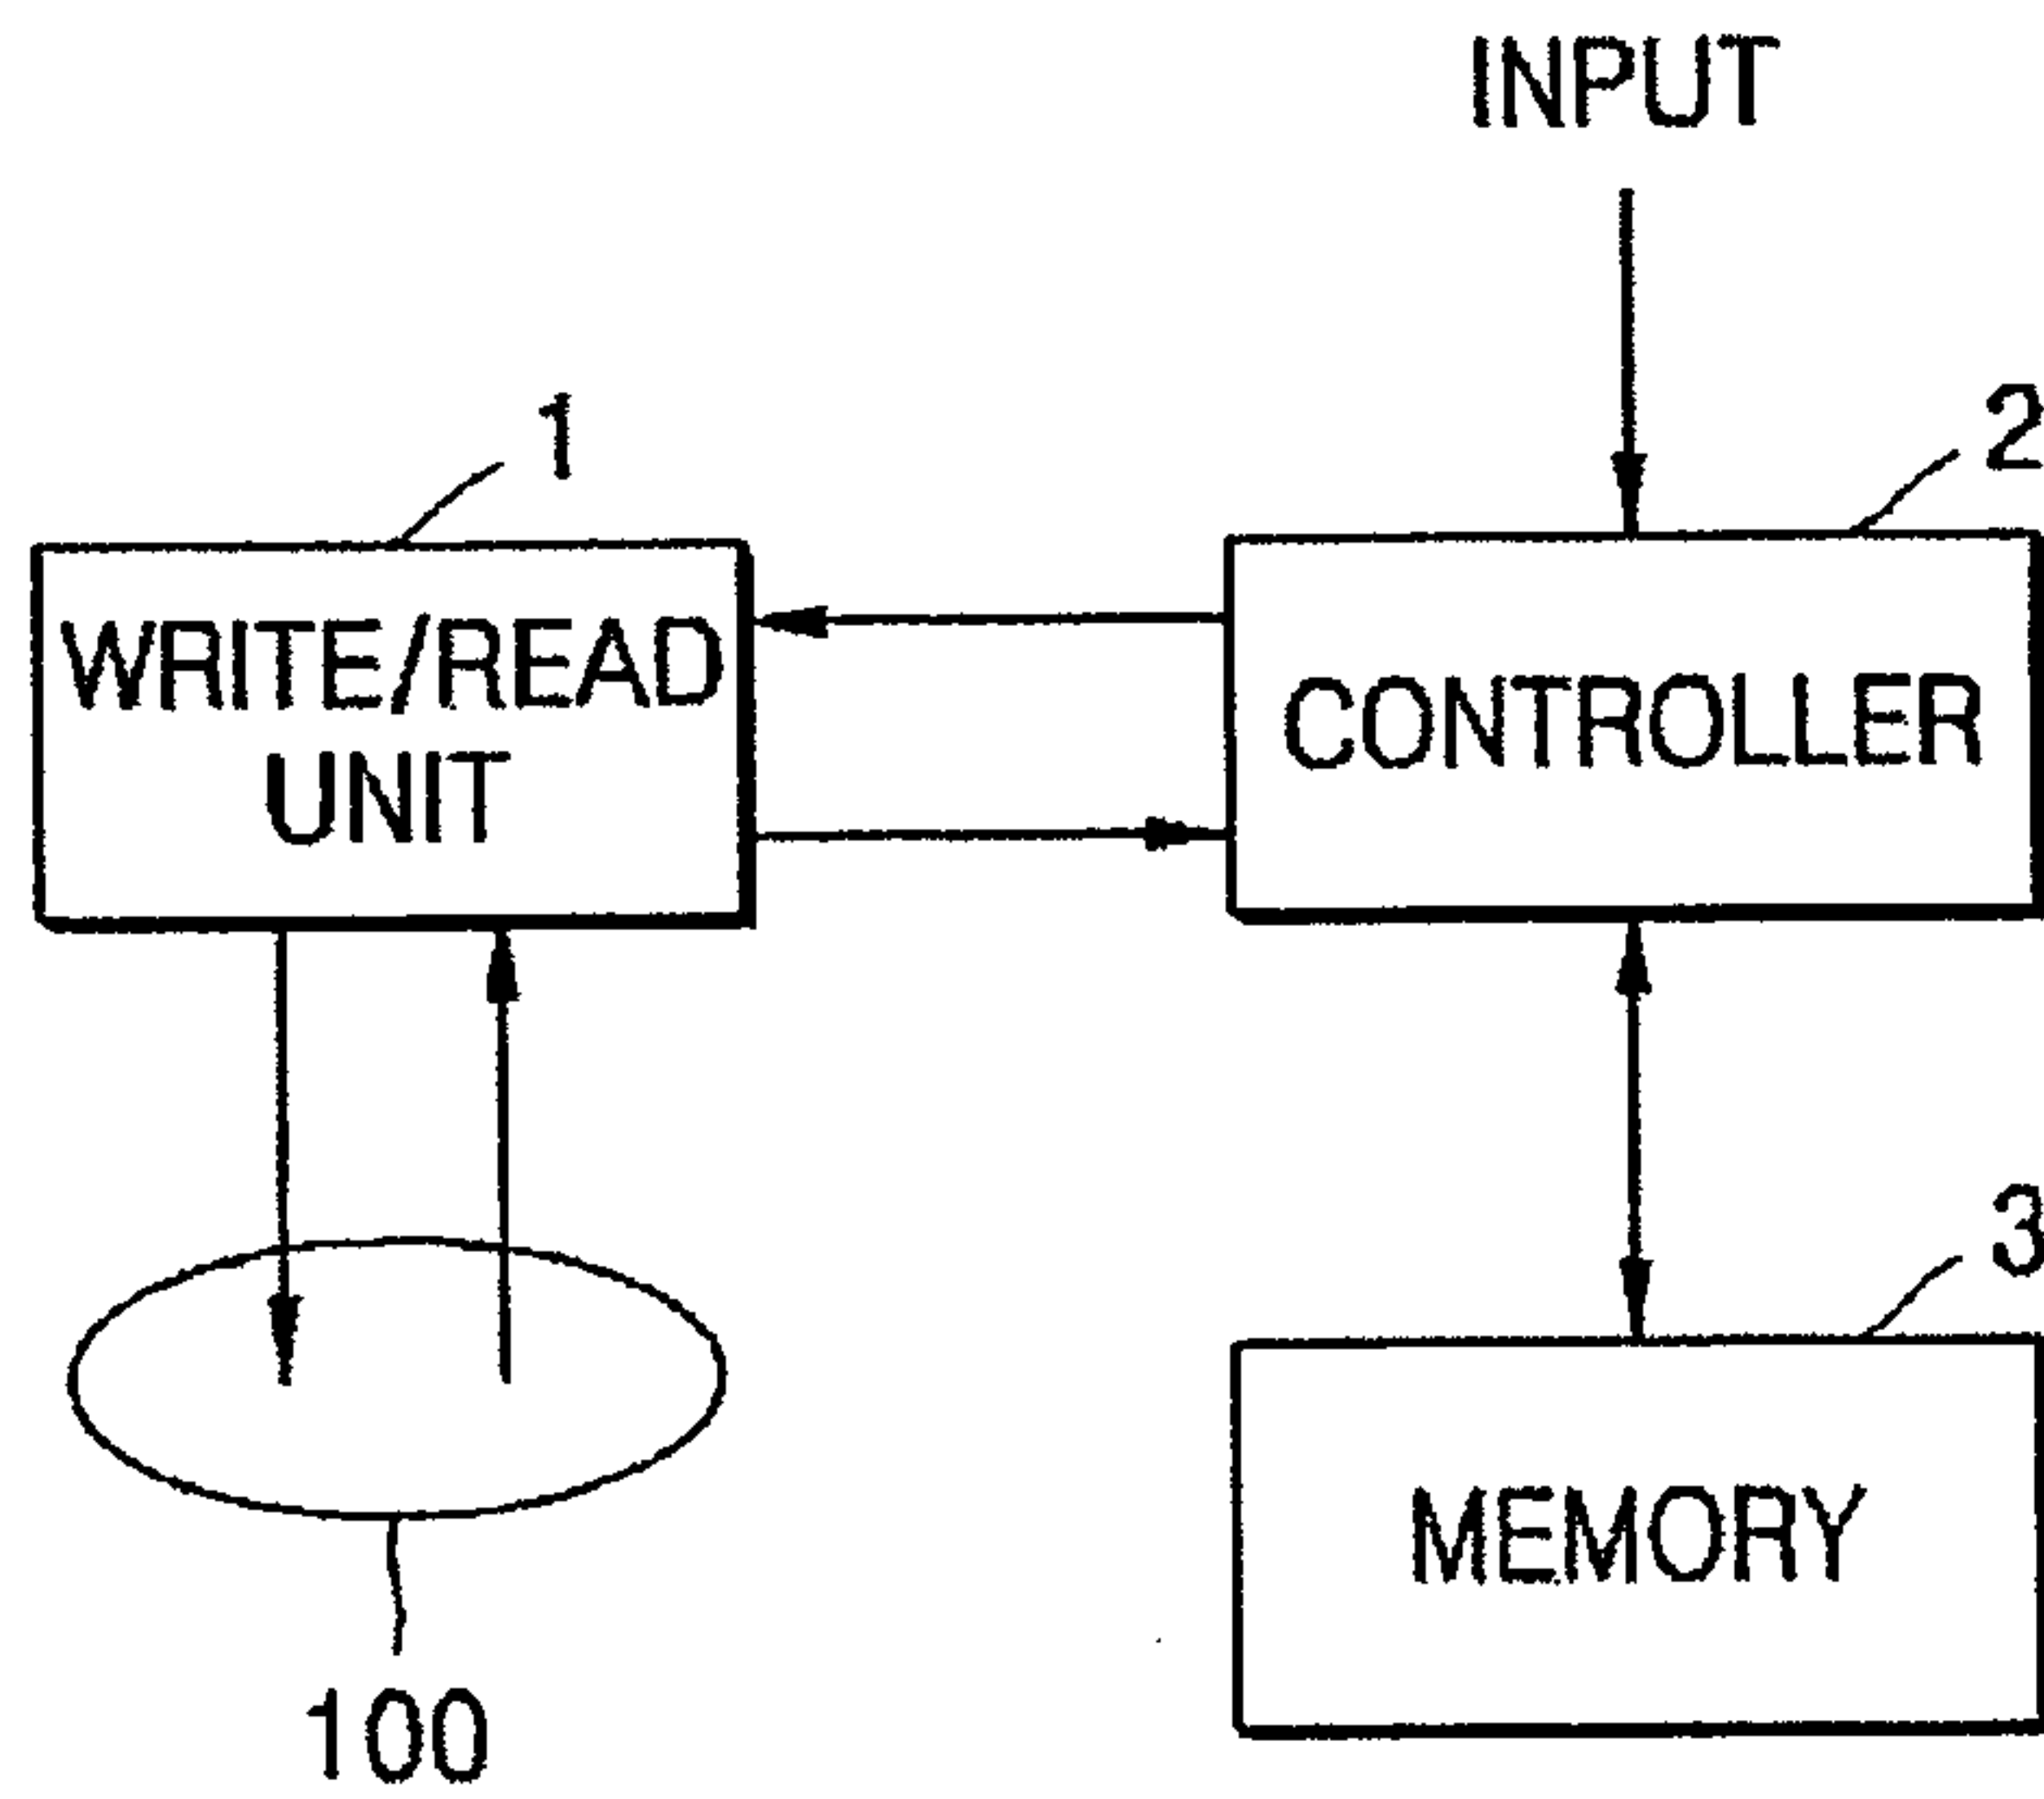 INPUT
1
2
WRITE/READ
UNIT
CONTROLLER
3
MEMORY
100